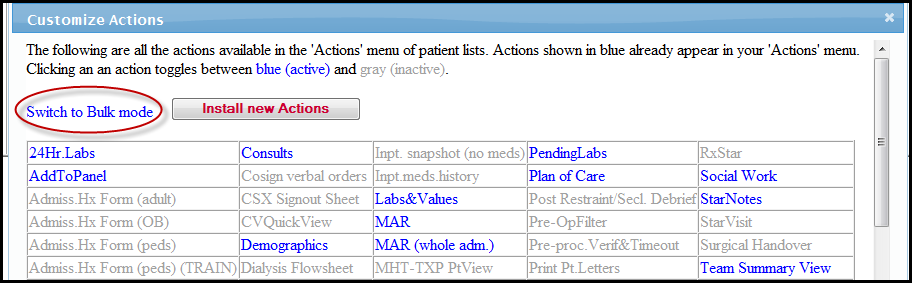 Customize Actions
The following are all the actions available in the 'Actions' menu of patient lists. Actions shown in blue already appear in your 'Actions' menu.
Clicking an an action toggles between blue (active) and gray (inactive).
Switch to Bulk mode Install new Actions
24Hr.Labs Consults Inpt. snapshot (no meds) PendingLabs RxStar
AddToPanel Cosign verbal orders Inpt.meds.history Plan of Care Social Work
Admiss.Hx Form (adult) CSX Signout Sheet Labs&Values Post Restraint/Secl. Debrief StarNotes
Admiss.Hx Form (OB) CVQuickView MAR Pre-OpFilter StarVisit
Admiss.Hx Form (peds) Demographics MAR (whole adm.) Pre-proc.Verif&Timeout Surgical Handover
Admiss.Hx Form (peds) (TRAIN) Dialysis Flowsheet MHT-TXP PtView Print Pt.Letters Team Summary View